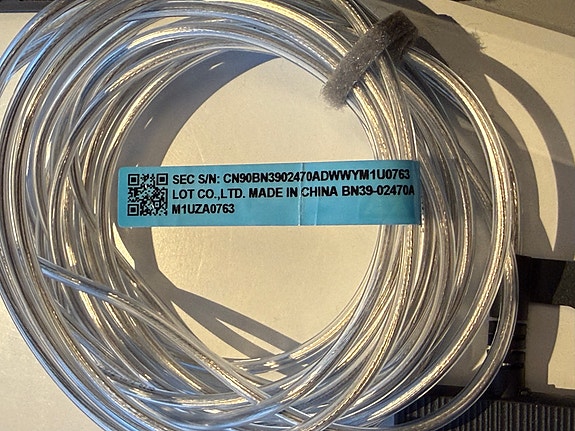 SEC S/N: CN90BN3902470ADWWYM1U0763
LOT CO.,LTD. MADE IN CHINA BN39-02470A
M1UZA0763